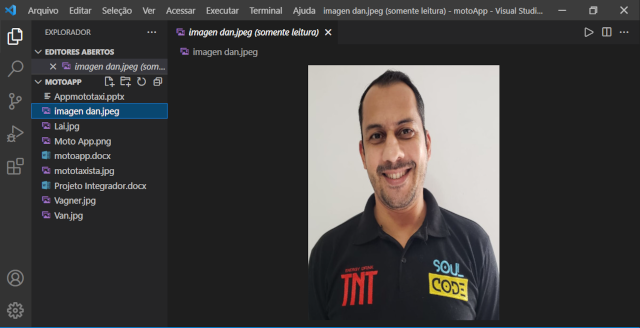 Arquivo Editar Seleção Ver Acessar Executar Terminal Ajuda imagen dan.jpeg (somente leitura) - motoApp - Visual Studi...
EXPLORADOR ...
imagen dan.jpeg (somente leitura)
EDITORES ABERTOS
imagen dan.jpeg (som...
imagen dan.jpeg
MOTOAPP
Appmototaxi.pptx
imagen dan.jpeg
Lai.jpg
Moto App.png
motoapp.docx
mototaxista.jpg
Projeto Integrador.docx
Vagner.jpg
Van.jpg
ENERGY DRINK
TNT
SOUL
CODE